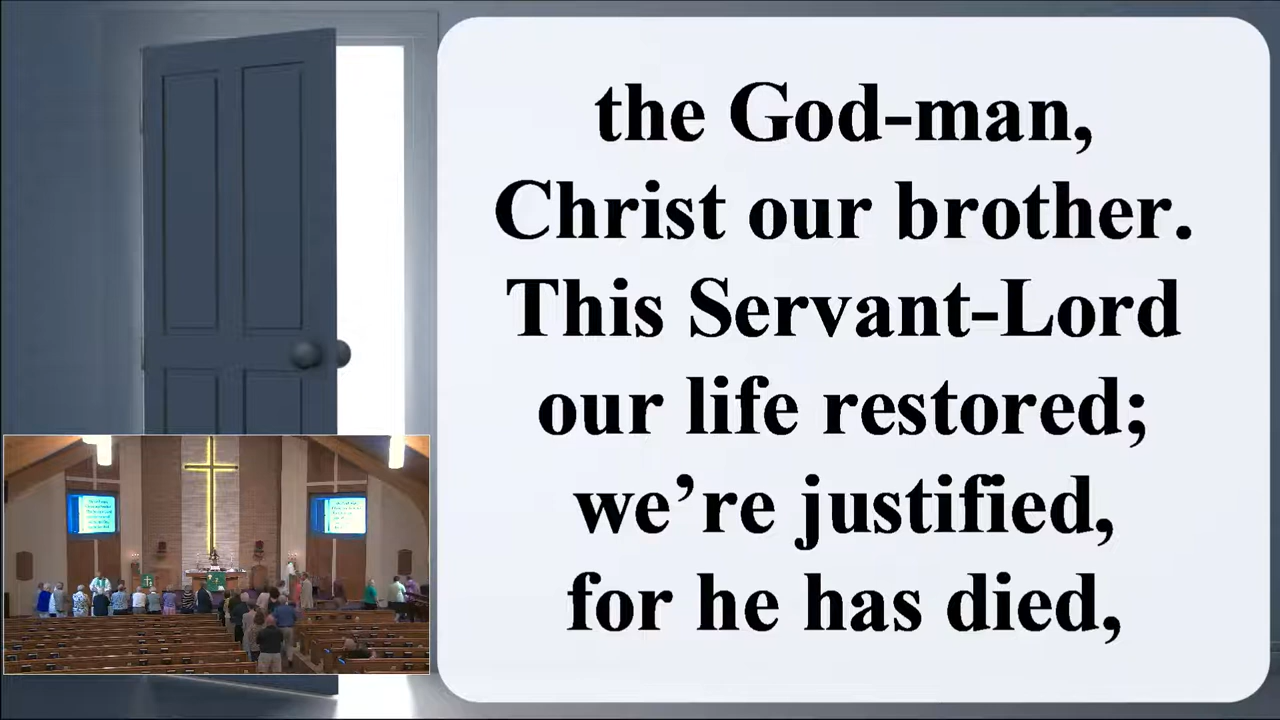 the God-man,
Christ our brother.
This Servant-Lord
our life restored;
we’re justified,
for he has died,